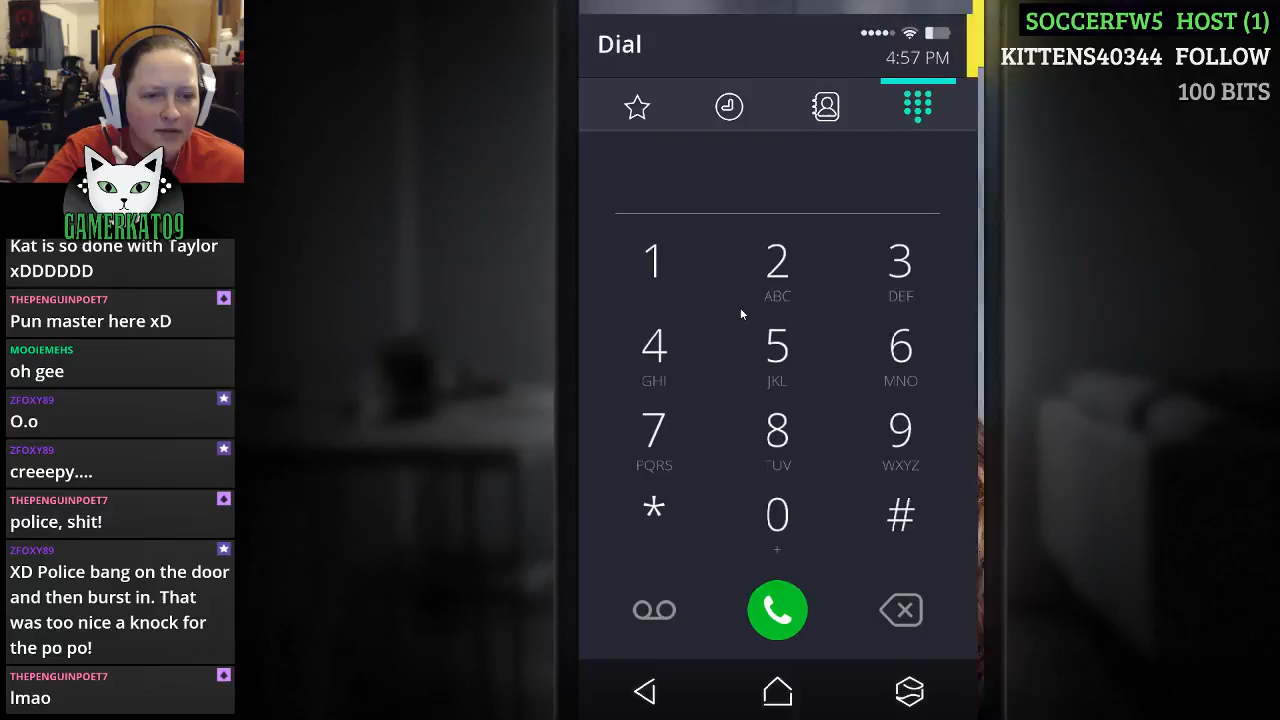 SOCCERFW5 HOST (1)
KITTENS40344 FOLLOW
100 BITS
GAMERKAT09
Kat is so done with Taylor
xDDDDDD
THEPENGUINPOET7
Pun master here xD
MOOIEMEHS
oh gee
ZFOXY89
O.o
ZFOXY89
creeepy....
THEPENGUINPOET7
police, shit!
ZFOXY89
XD Police bang on the door
and then burst in. That
was too nice a knock for
the po po!
THEPENGUINPOET7
lmao
Dial
4:57 PM
1 2 3
ABC DEF
4 5 6
GHI JKL MNO
7 8 9
PQRS TUV WXYZ
* 0 #
+